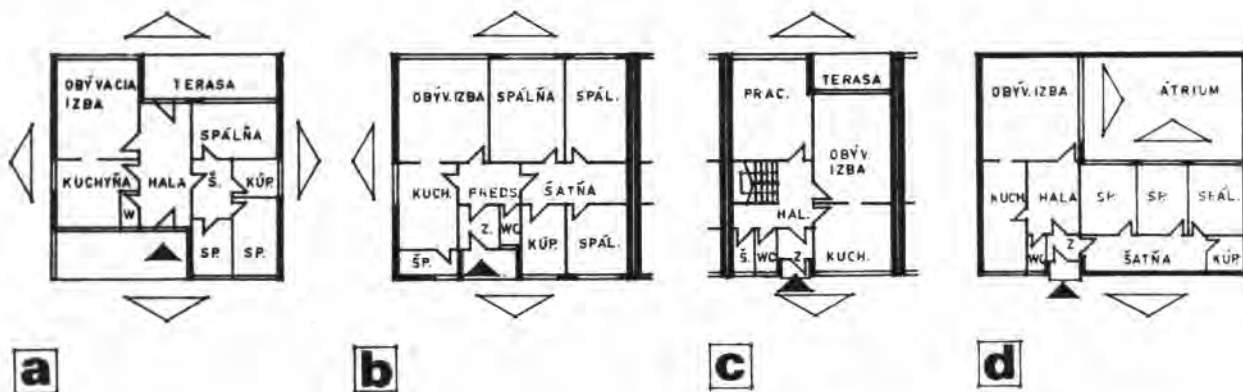 OBÝVACIA
IZBA
TERASA
SPÁLŇA
KUCHYŇA
HALA
Š.
KÚP.
W
SP.
SP.
a
OBÝV. IZBA
SPÁLŇA
SPÁL.
KUCH.
PREDS.
ŠATŇA
Z.
WC
KÚP.
SPÁL.
ŠP.
b
PRAC.
TERASA
OBÝV.
IZBA
HAL.
Š.
WC
Z
KUCH.
c
OBÝV. IZBA
ÁTRIUM
KUCH.
HALA
SP.
SP.
SPÁL.
Z
WC
ŠATŇA
KÚP.
d